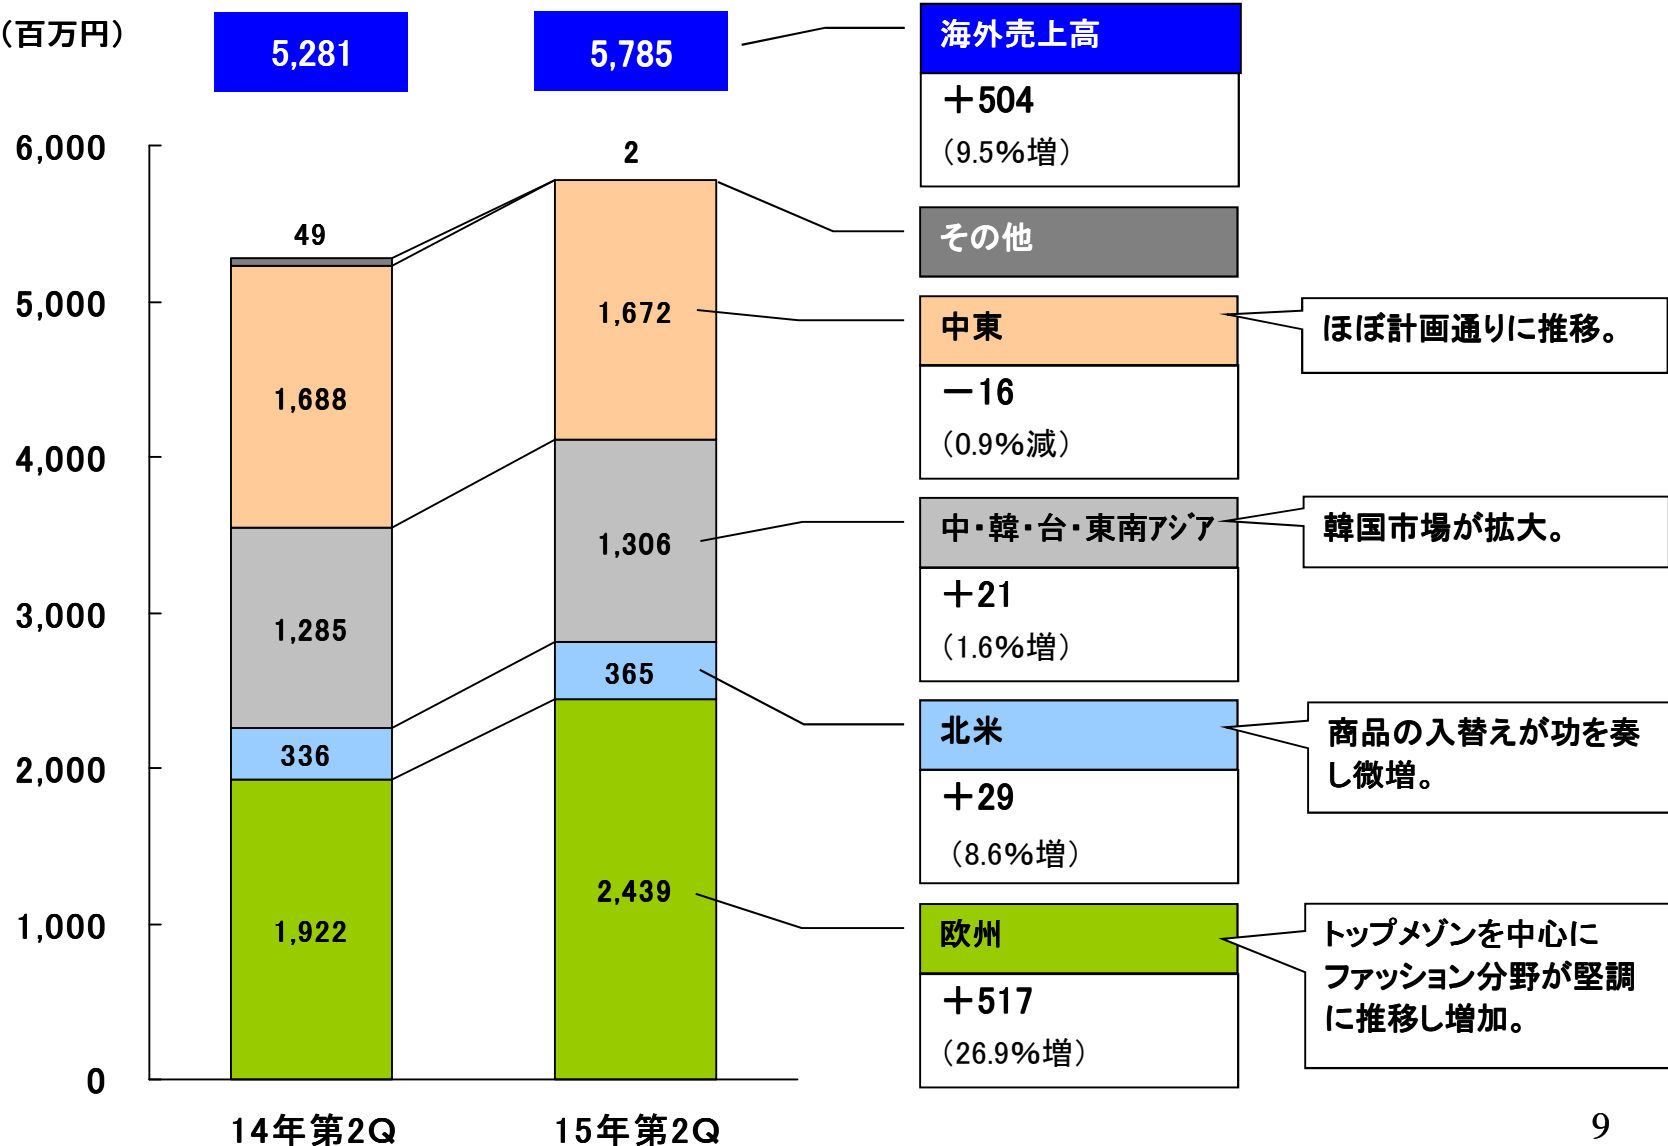 （百万円）
5,281
5,785
海外売上高
＋504
（9.5％増）
6,000
5,000
4,000
3,000
2,000
1,000
0
49
1,688
1,285
336
1,922
14年第2Q
2
1,672
1,306
365
2,439
15年第2Q
その他
中東
－16
（0.9％減）
ほぼ計画通りに推移。
中・韓・台・東南アジア
＋21
（1.6％増）
韓国市場が拡大。
北米
＋29
（8.6％増）
商品の入替えが功を奏
し微増。
欧州
＋517
（26.9％増）
トップメゾンを中心に
ファッション分野が堅調
に推移し増加。
9